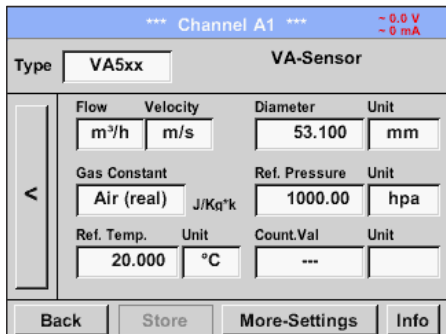 *** Channel A1 ***
~ 0.0 V
~ 0 mA
Type VA5xx VA-Sensor
Flow Velocity Diameter Unit
m³/h m/s 53.100 mm
Gas Constant Ref. Pressure Unit
< Air (real) J/Kg*k 1000.00 hpa
Ref. Temp. Unit Count.Val Unit
20.000 °C ---
Back Store More-Settings Info